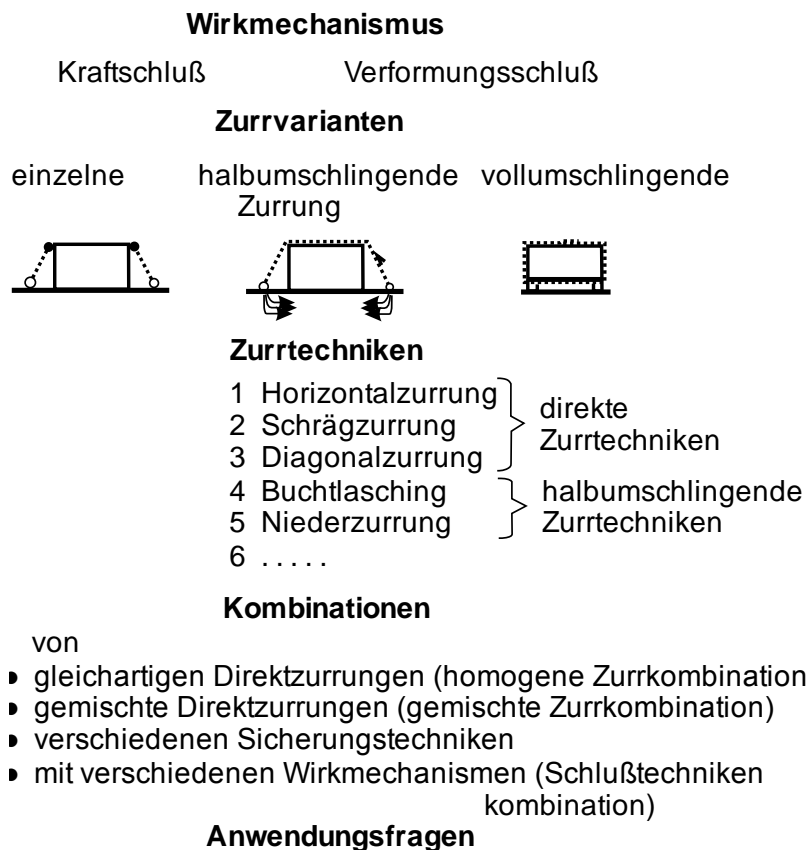 Wirkmechanismus
Kraftschluß Verformungsschluß
Zurrvarianten
einzelne halbumschlingende vollumschlingende
Zurrung
Zurrtechniken
1 Horizontalzurrung
2 Schrägzurrung
3 Diagonalzurrung
direkte
Zurrtechniken
4 Buchtlasching
5 Niederzurrung
halbumschlingende
Zurrtechniken
6 . . . . .
Kombinationen
von
gleichartigen Direktzurrungen (homogene Zurrkombination
gemischte Direktzurrungen (gemischte Zurrkombination)
verschiedenen Sicherungstechniken
mit verschiedenen Wirkmechanismen (Schlußtechniken
kombination)
Anwendungsfragen